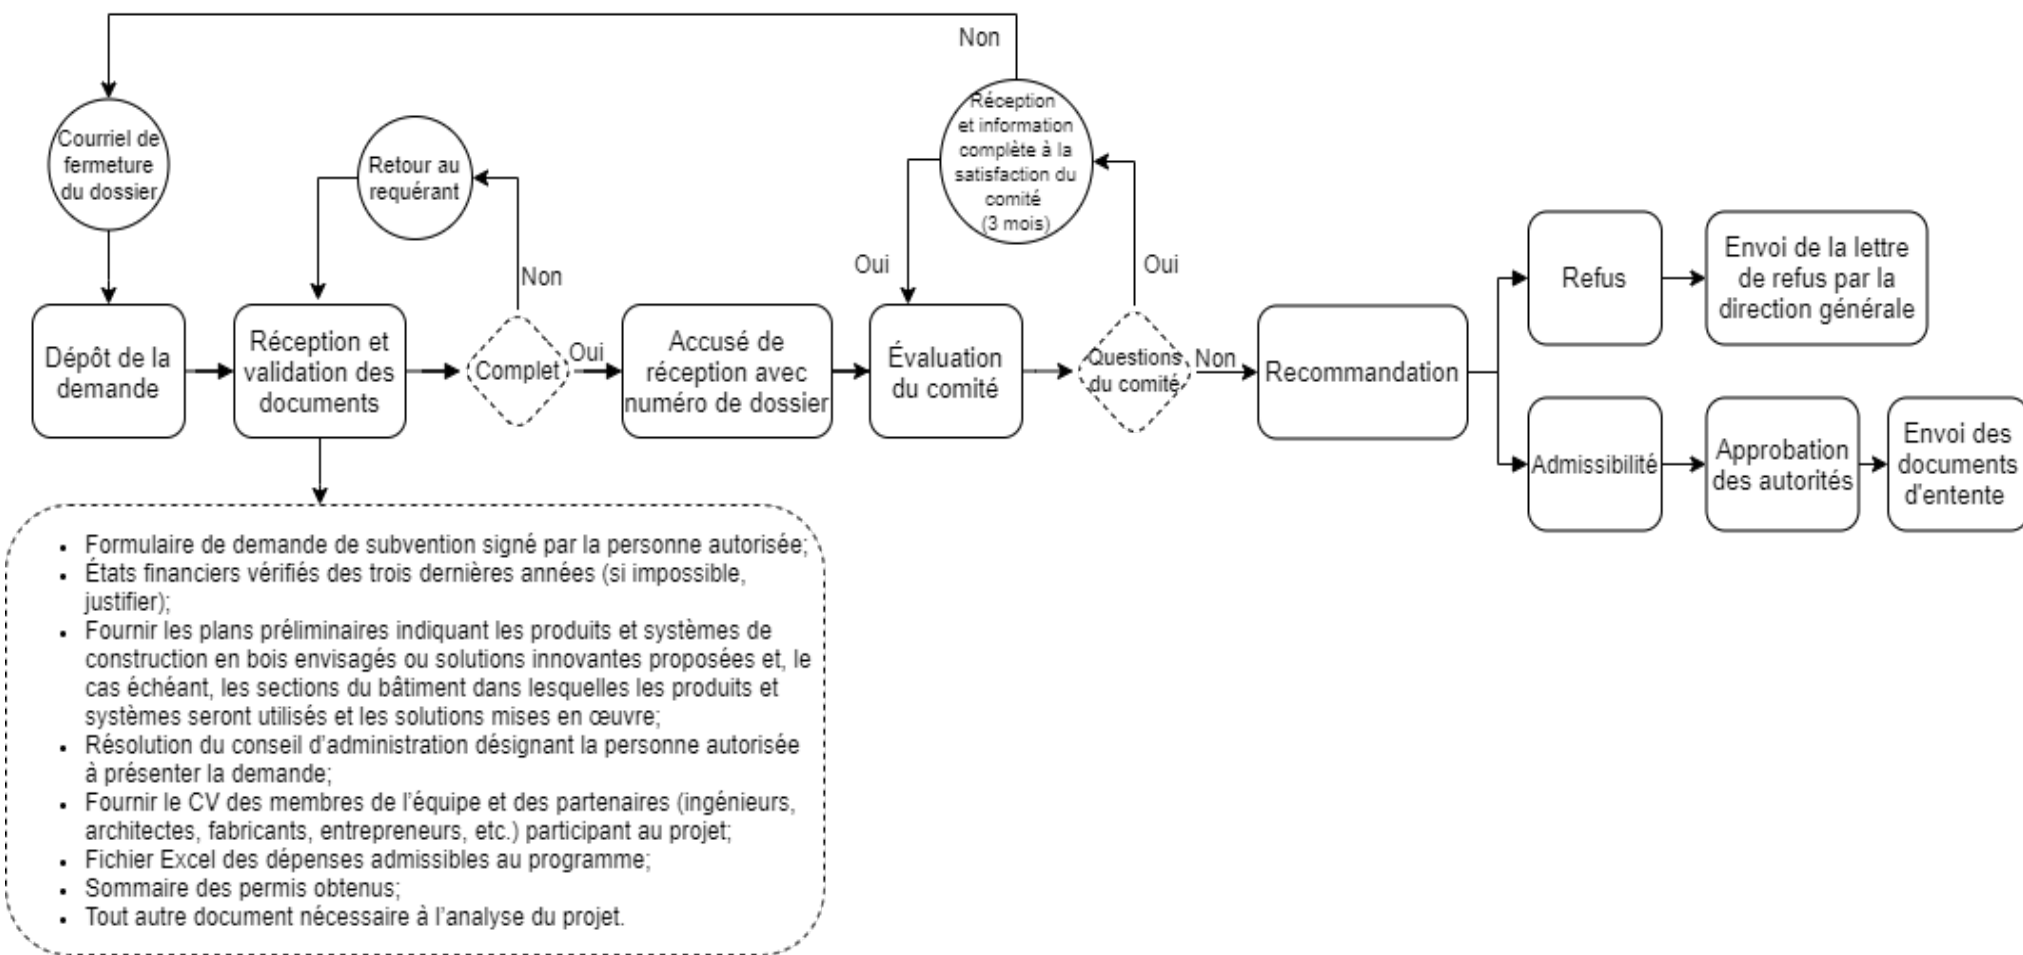 Non
Réception
et information
complète à la
satisfaction du
comité
(3 mois)
Courriel de
fermeture
du dossier
Retour au
requérant
Non
Oui
Oui
Dépôt de la
demande
Réception et
validation des
documents
Complet
Oui
Accusé de
réception avec
numéro de dossier
Évaluation
du comité
Questions
du comité
Non
Recommandation
Refus
Envoi de la lettre
de refus par la
direction générale
Admissibilité
Approbation
des autorités
Envoi des
documents
d'entente
• Formulaire de demande de subvention signé par la personne autorisée;
• États financiers vérifiés des trois dernières années (si impossible,
justifier);
• Fournir les plans préliminaires indiquant les produits et systèmes de
construction en bois envisagés ou solutions innovantes proposées et, le
cas échéant, les sections du bâtiment dans lesquelles les produits et
systèmes seront utilisés et les solutions mises en œuvre;
• Résolution du conseil d'administration désignant la personne autorisée
à présenter la demande;
• Fournir le CV des membres de l'équipe et des partenaires (ingénieurs,
architectes, fabricants, entrepreneurs, etc.) participant au projet;
• Fichier Excel des dépenses admissibles au programme;
• Sommaire des permis obtenus;
• Tout autre document nécessaire à l'analyse du projet.